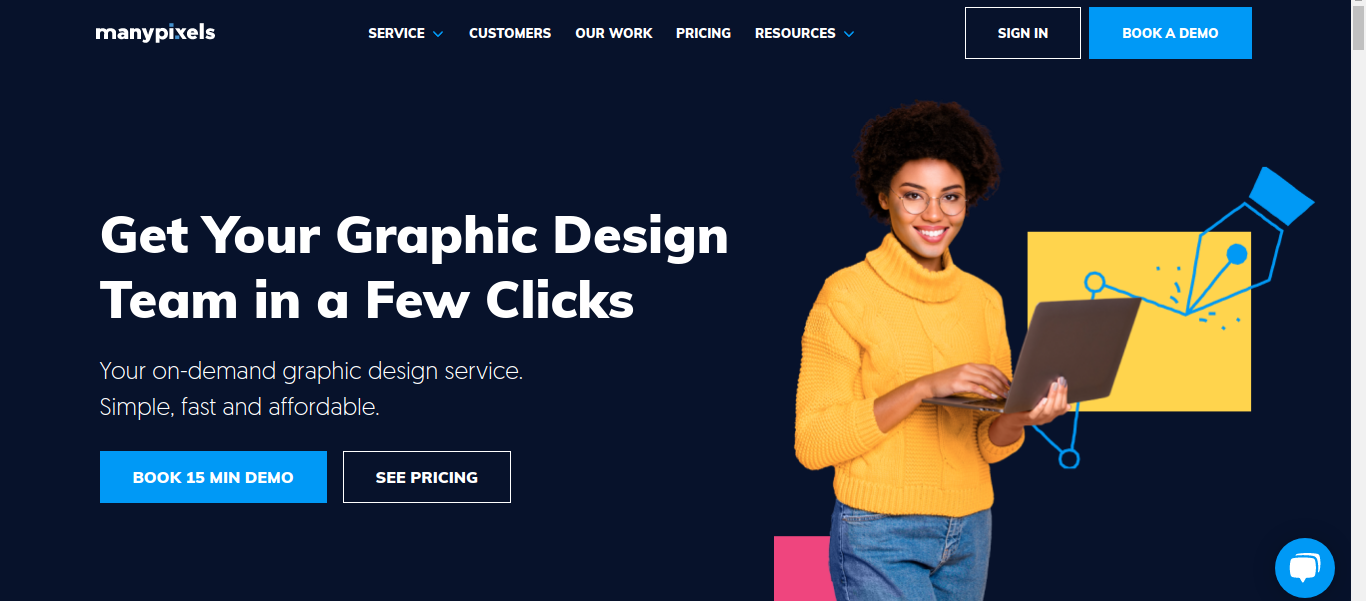 manypixels
SERVICE
CUSTOMERS
OUR WORK
PRICING
RESOURCES
SIGN IN
BOOK A DEMO
Get Your Graphic Design
Team in a Few Clicks
Your on-demand graphic design service.
Simple, fast and affordable.
BOOK 15 MIN DEMO
SEE PRICING